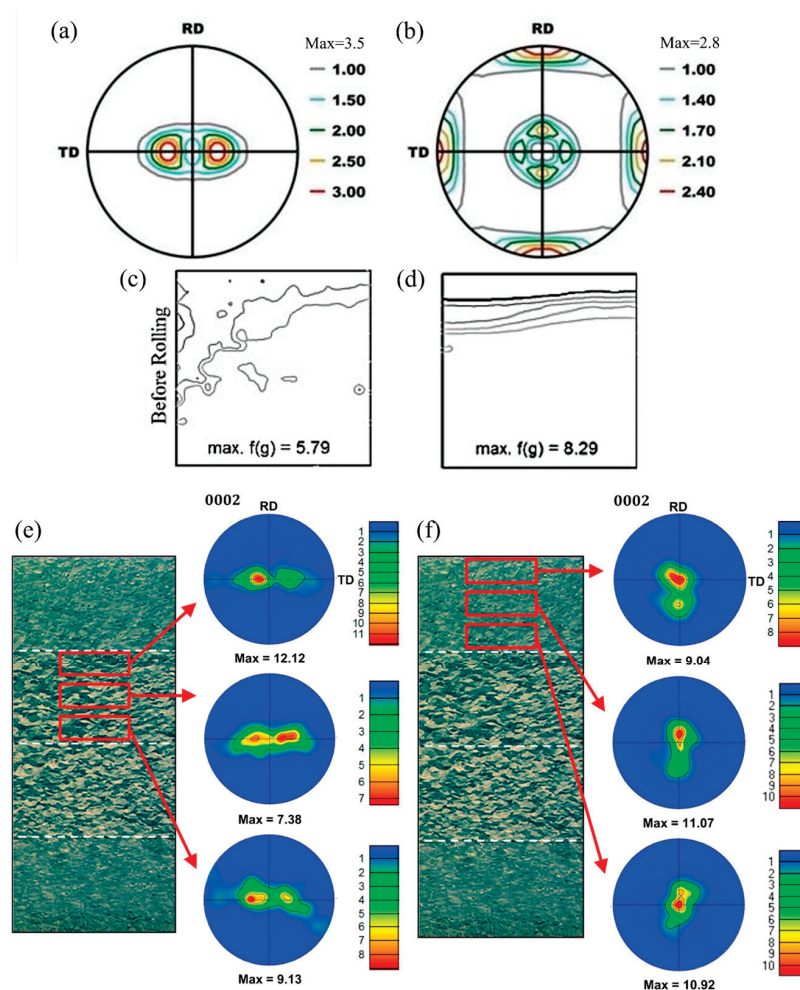 (a)
RD
Max=3.5
TD
1.00
1.50
2.00
2.50
3.00
(b)
RD
Max=2.8
TD
1.00
1.40
1.70
2.10
2.40
(c)
Before Rolling
max. f(g) = 5.79
(d)
max. f(g) = 8.29
(e)
0002
RD
TD
1
2
3
4
5
6
7
8
9
10
11
Max = 12.12
1
2
3
4
5
6
7
Max = 7.38
1
2
3
4
5
6
7
8
Max = 9.13
(f)
0002
RD
TD
1
2
3
4
5
6
7
8
Max = 9.04
1
2
3
4
5
6
7
8
9
10
Max = 11.07
1
2
3
4
5
6
7
8
9
10
Max = 10.92